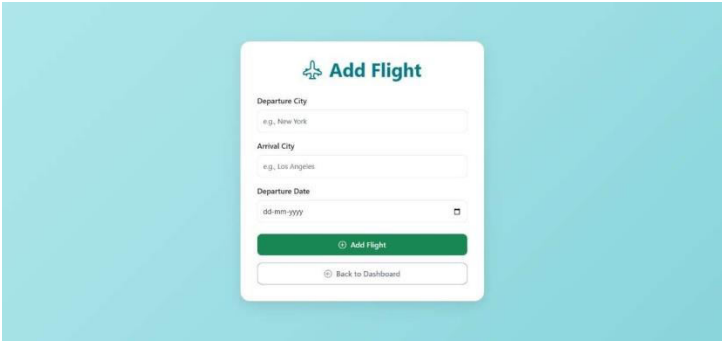 Add Flight
Departure City
e.g., New York
Arrival City
e.g., Los Angeles
Departure Date
dd-mm-yyyy
Add Flight
Back to Dashboard